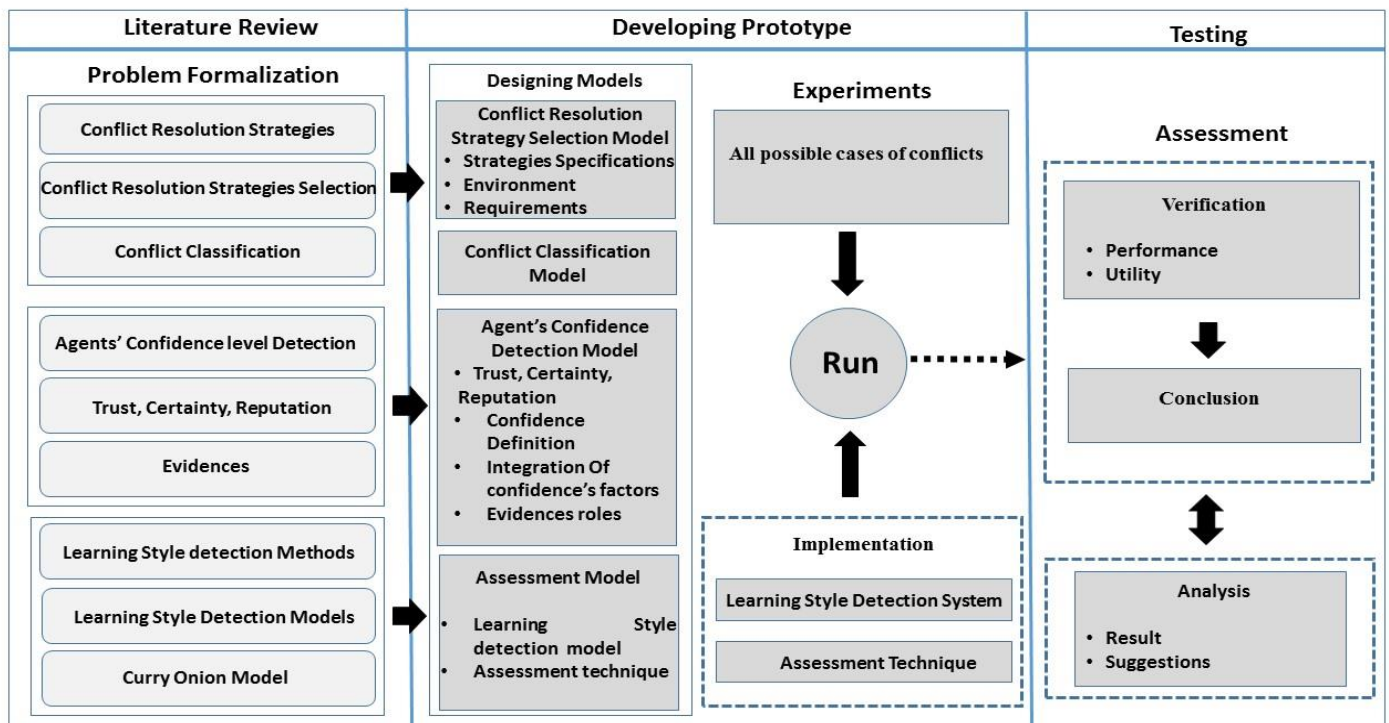 Literature Review
Problem Formalization
Conflict Resolution Strategies
Conflict Resolution Strategies Selection
Conflict Classification
Agents' Confidence level Detection
Trust, Certainty, Reputation
Evidences
Learning Style detection Methods
Learning Style Detection Models
Curry Onion Model
Developing Prototype
Designing Models
Conflict Resolution
Strategy Selection Model
• Strategies Specifications
• Environment
• Requirements
Conflict Classification
Model
Agent's Confidence
Detection Model
• Trust, Certainty,
Reputation
• Confidence
Definition
• Integration Of
confidence's factors
• Evidences roles
Assessment Model
• Learning Style
detection model
• Assessment technique
Experiments
All possible cases of conflicts
Run
Implementation
Learning Style Detection System
Assessment Technique
Testing
Assessment
Verification
• Performance
• Utility
Conclusion
Analysis
• Result
• Suggestions